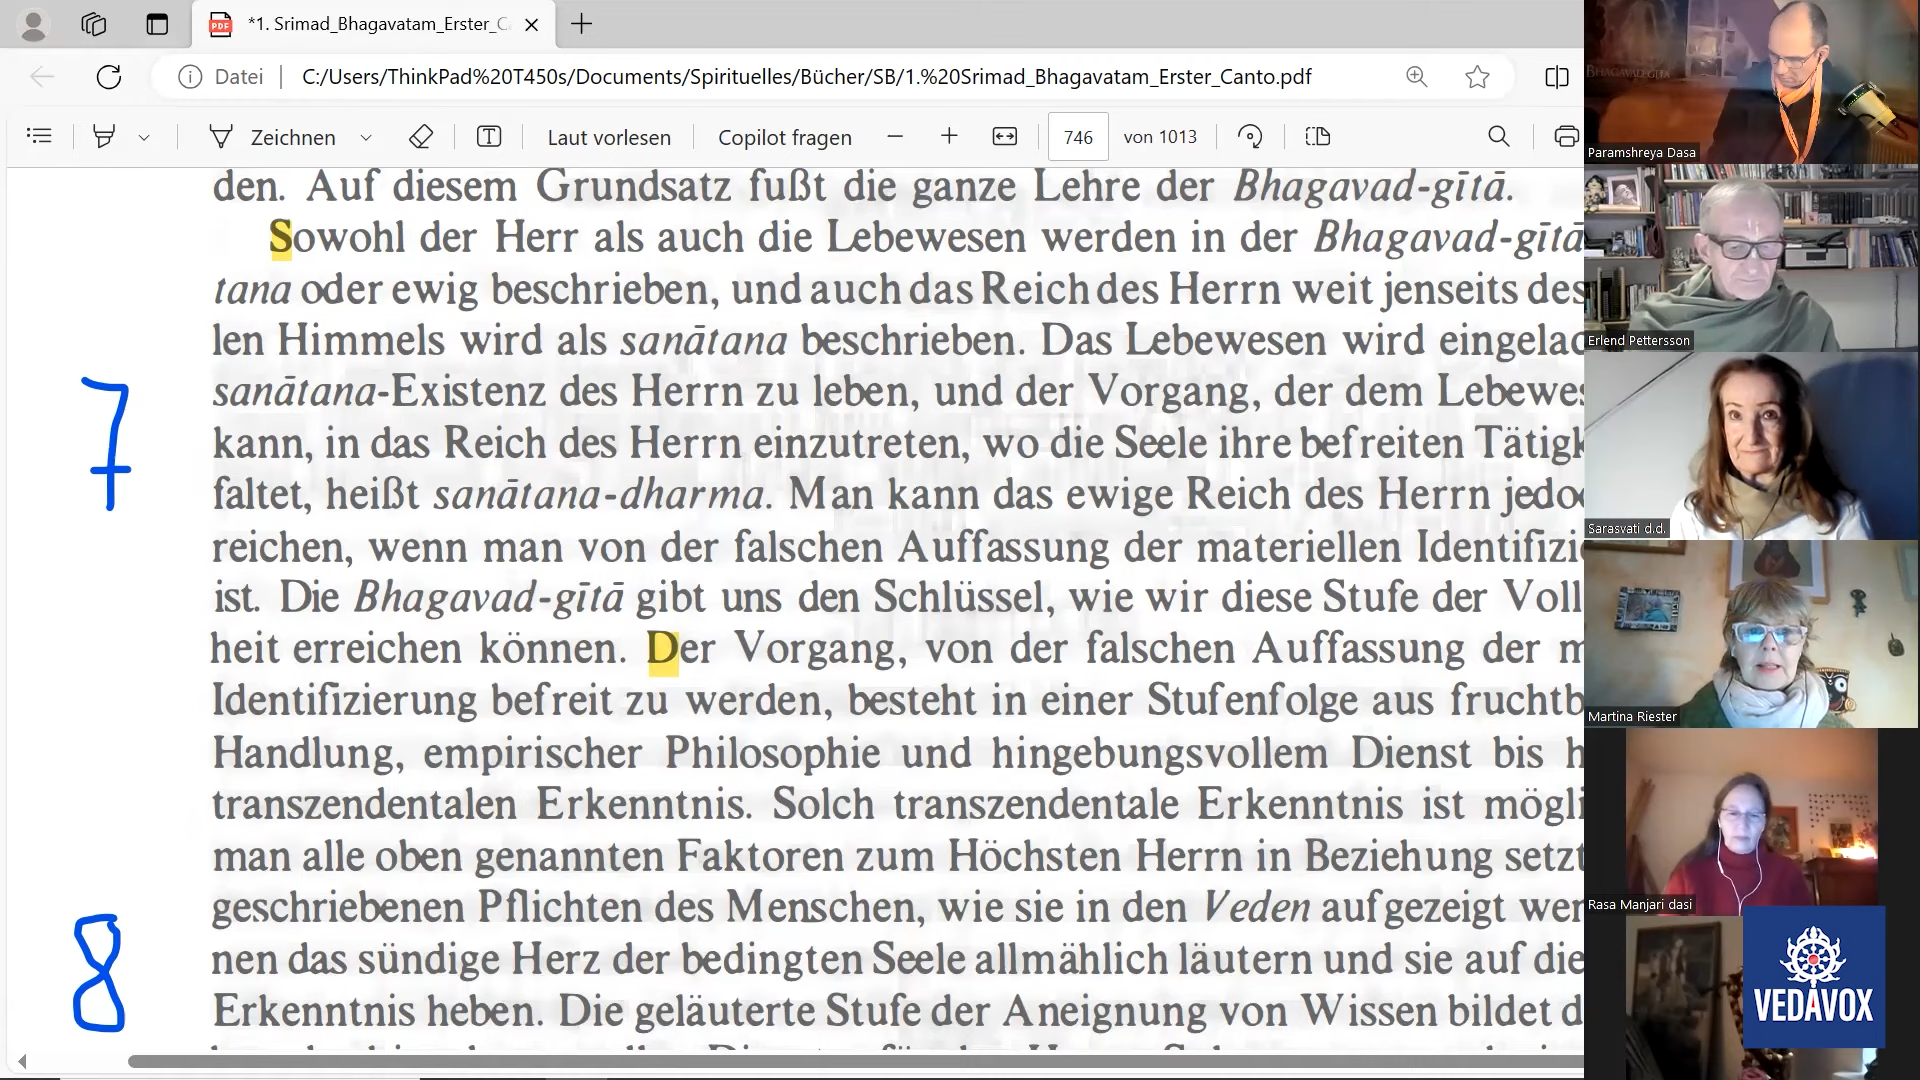 *1. Srimad_Bhagavatam_Erster_C
Datei
C:/Users/ThinkPad%20T450s/Documents/Spirituelles/Bücher/SB/1.%20Srimad_Bhagavatam_Erster_Canto.pdf
Zeichnen
Laut vorlesen
Copilot fragen
746 von 1013
den. Auf diesem Grundsatz fußt die ganze Lehre der Bhagavad-gītā.
Sowohl der Herr als auch die Lebewesen werden in der Bhagavad-gītā
tana oder ewig beschrieben, und auch das Reich des Herrn weit jenseits des
len Himmels wird als sanātana beschrieben. Das Lebewesen wird eingelad
sanātana-Existenz des Herrn zu leben, und der Vorgang, der dem Lebewes
kann, in das Reich des Herrn einzutreten, wo die Seele ihre befreiten Tätigk
faltet, heißt sanātana-dharma. Man kann das ewige Reich des Herrn jedoc
reichen, wenn man von der falschen Auffassung der materiellen Identifizi
ist. Die Bhagavad-gītā gibt uns den Schlüssel, wie wir diese Stufe der Voll
heit erreichen können. Der Vorgang, von der falschen Auffassung der m
Identifizierung befreit zu werden, besteht in einer Stufenfolge aus fruchtb
Handlung, empirischer Philosophie und hingebungsvollem Dienst bis h
transzendentalen Erkenntnis. Solch transzendentale Erkenntnis ist mögli
man alle oben genannten Faktoren zum Höchsten Herrn in Beziehung setzt
geschriebenen Pflichten des Menschen, wie sie in den Veden aufgezeigt wer
nen das sündige Herz der bedingten Seele allmählich läutern und sie auf die
Erkenntnis heben. Die geläuterte Stufe der Aneignung von Wissen bildet d
7
8
BHAGAVAD-GITA
Paramshreya Dasa
Erlend Pettersson
Sarasvati d.d.
Martina Riester
Rasa Manjari dasi
VEDAVOX